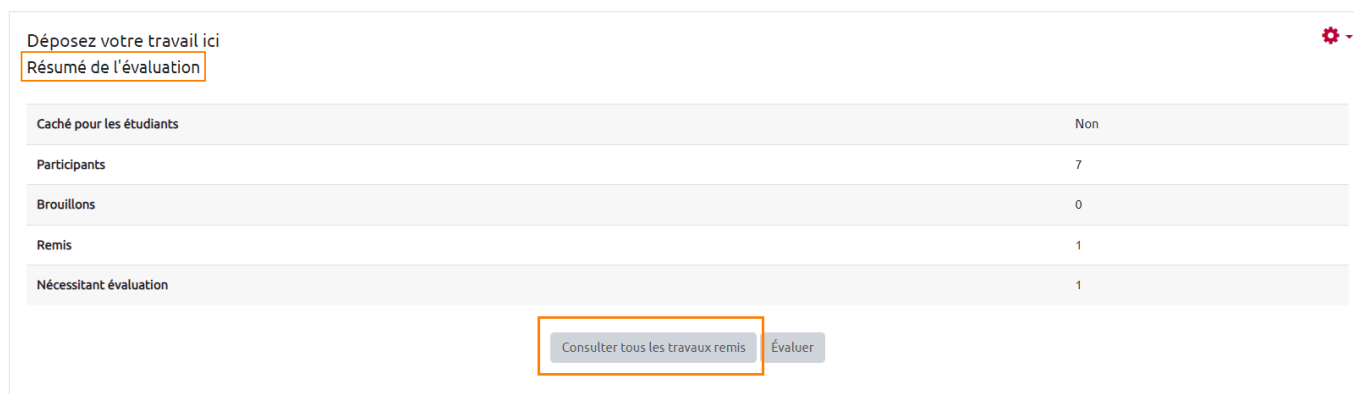 Déposez votre travail ici
Résumé de l'évaluation
Caché pour les étudiants Non
Participants 7
Brouillons 0
Remis 1
Nécessitant évaluation 1
Consulter tous les travaux remis Évaluer